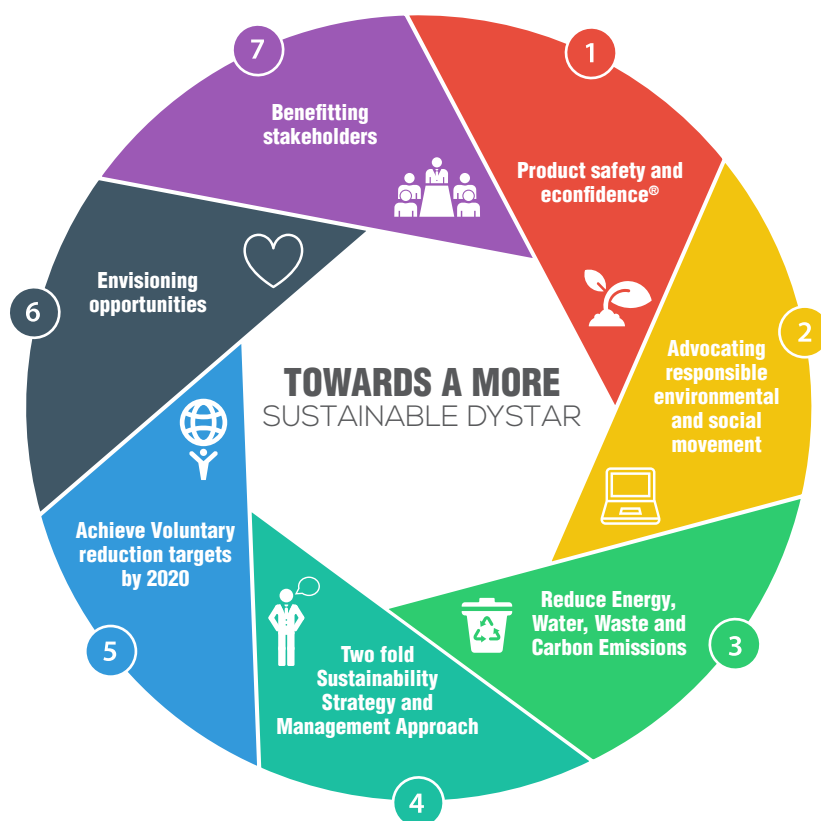 TOWARDS A MORE
SUSTAINABLE DYSTAR
1
Product safety and
econfidence®
2
Advocating
responsible
environmental
and social
movement
3
Reduce Energy,
Water, Waste and
Carbon Emissions
4
Two fold
Sustainability
Strategy and
Management Approach
5
Achieve Voluntary
reduction targets
by 2020
6
Envisioning
opportunities
7
Benefitting
stakeholders